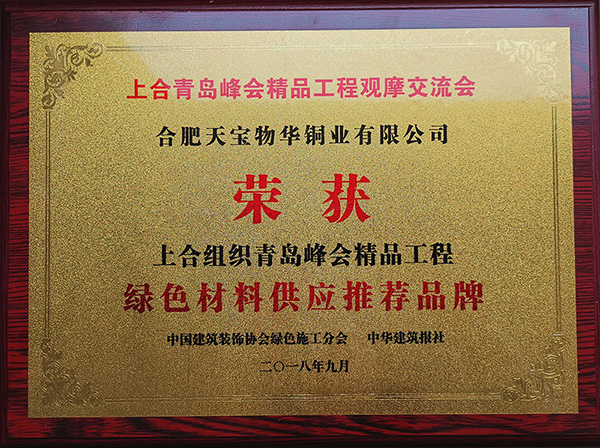 上合青岛峰会精品工程观摩交流会
合肥天宝物华铜业有限公司
荣获
上合组织青岛峰会精品工程
绿色材料供应推荐品牌
中国建筑装饰协会绿色施工分会 中华建筑报社
二〇一八年九月